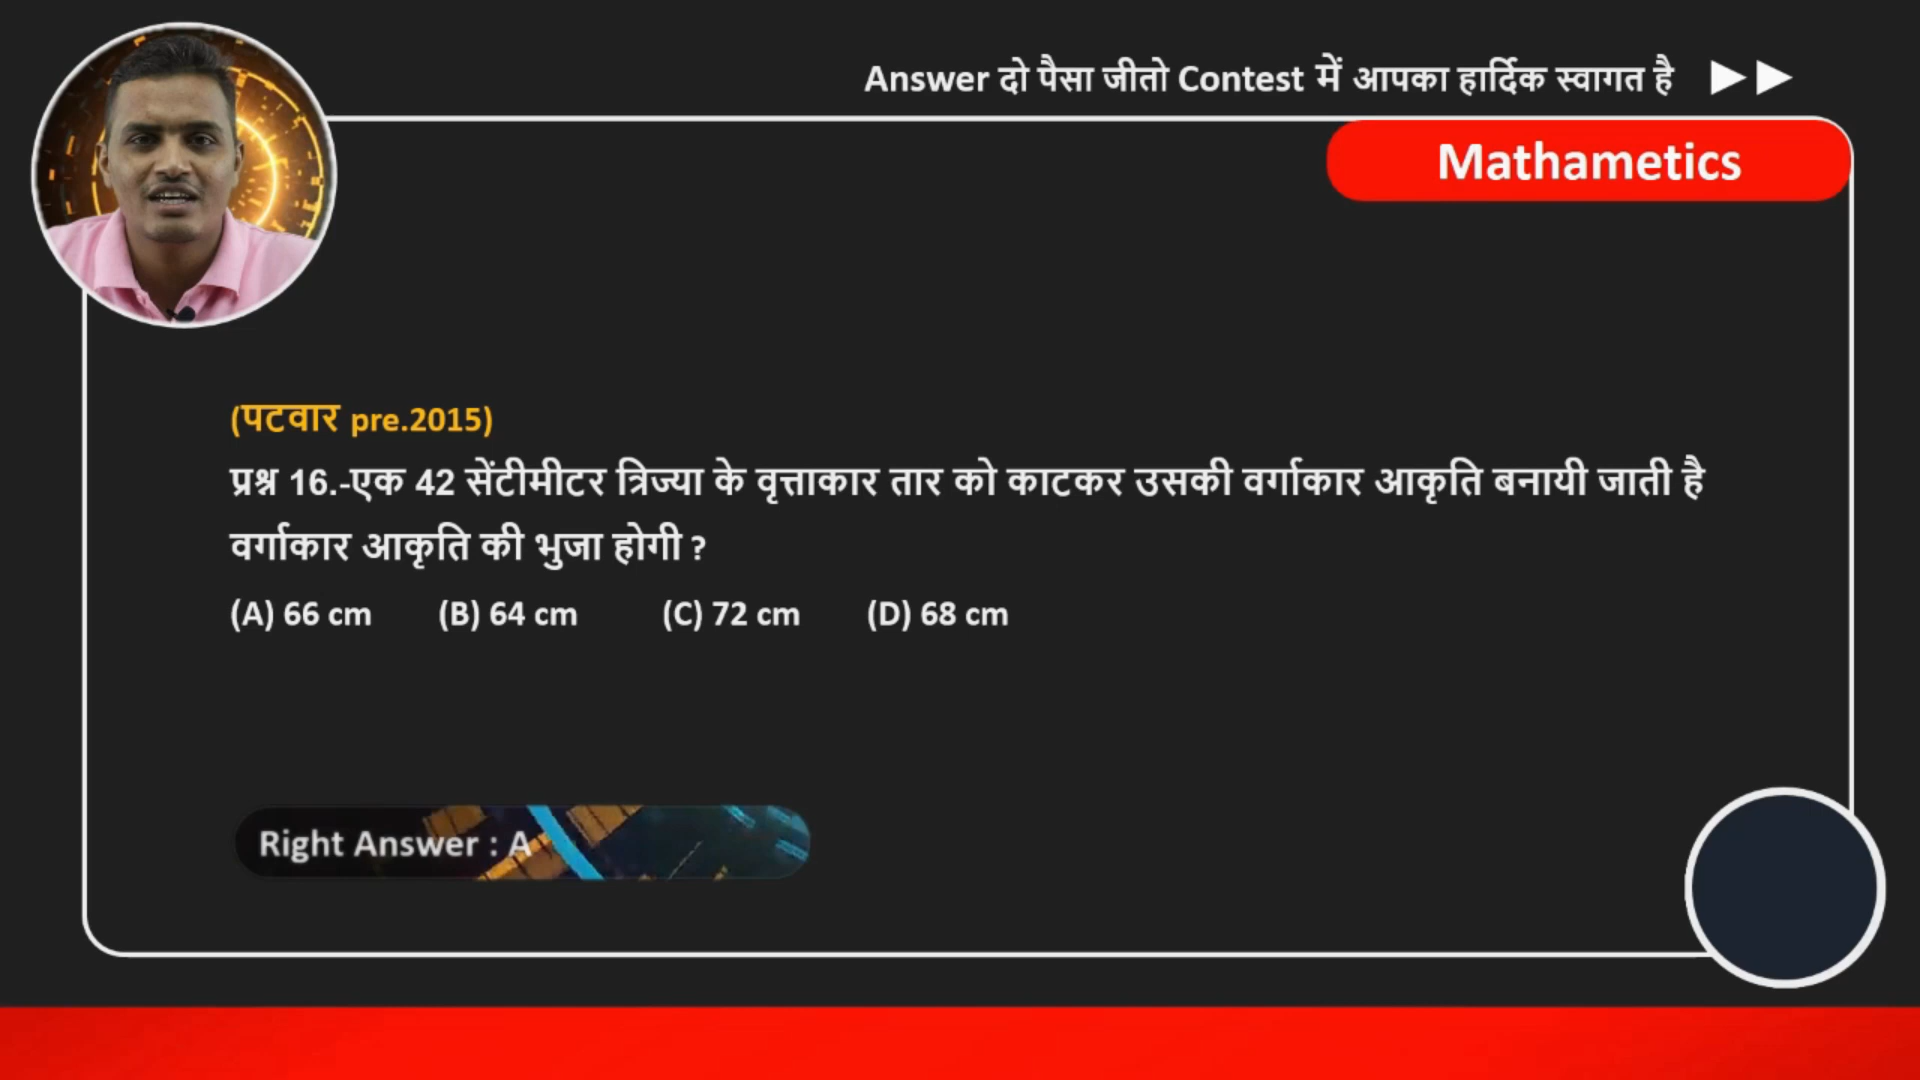 Answer दो पैसा जीतो Contest में आपका हार्दिक स्वागत है
Mathametics
(पटवार pre.2015)
प्रश्न 16.-एक 42 सेंटीमीटर त्रिज्या के वृत्ताकार तार को काटकर उसकी वर्गाकार आकृति बनायी जाती है
वर्गाकार आकृति की भुजा होगी ?
(A) 66 cm (B) 64 cm (C) 72 cm (D) 68 cm
Right Answer : A